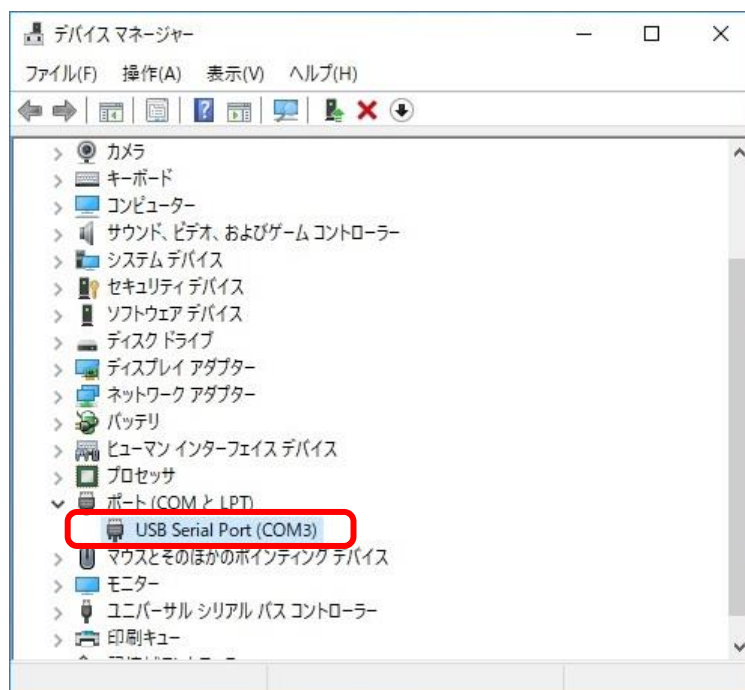 デバイス マネージャー
ファイル(F) 操作(A) 表示(V) ヘルプ(H)
カメラ
キーボード
コンピューター
サウンド、ビデオ、およびゲーム コントローラー
システム デバイス
セキュリティ デバイス
ソフトウェア デバイス
ディスク ドライブ
ディスプレイ アダプター
ネットワーク アダプター
バッテリ
ヒューマン インターフェイス デバイス
プロセッサ
ポート (COM と LPT)
USB Serial Port (COM3)
マウスとそのほかのポインティング デバイス
モニター
ユニバーサル シリアル バス コントローラー
印刷キュー